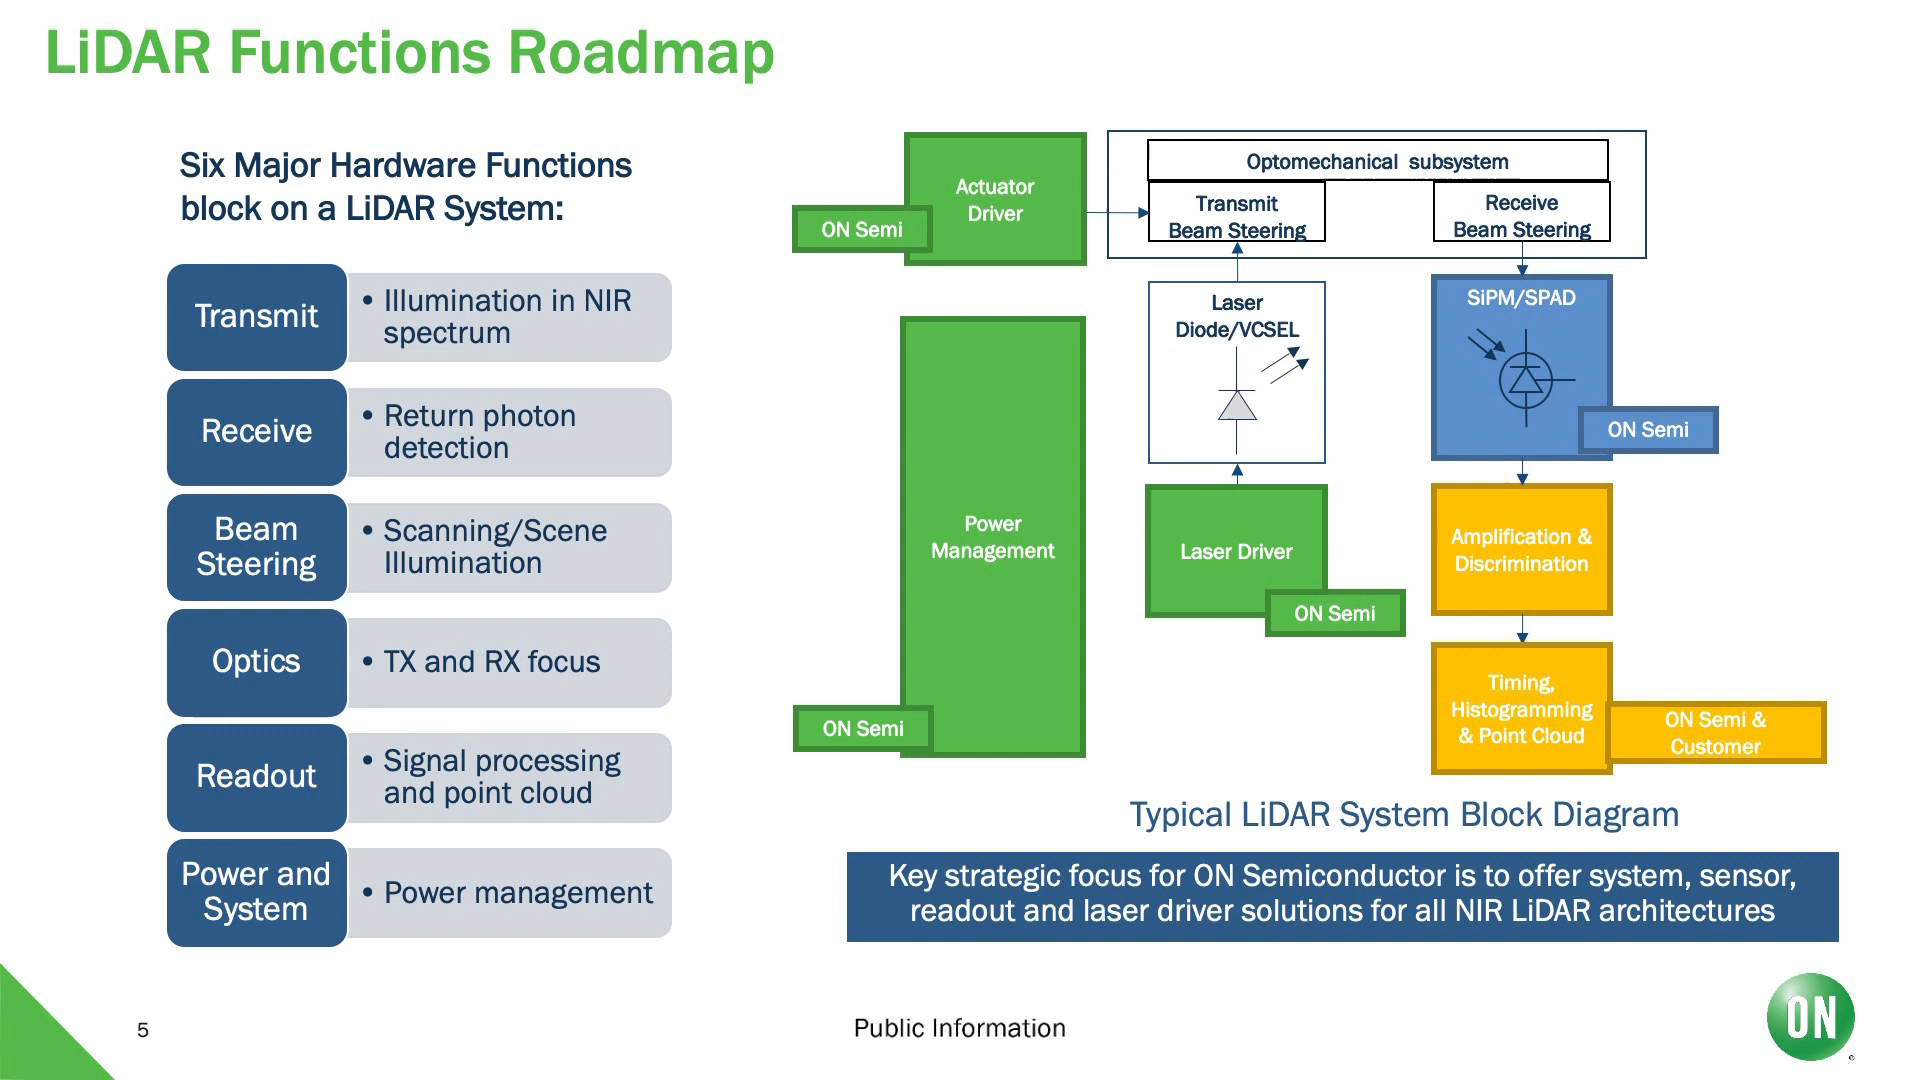 LiDAR Functions Roadmap
Six Major Hardware Functions
block on a LiDAR System:
Transmit
• Illumination in NIR
spectrum
Receive
• Return photon
detection
Beam
Steering
• Scanning/Scene
Illumination
Optics
• TX and RX focus
Readout
• Signal processing
and point cloud
Power and
System
• Power management
Actuator
Driver
ON Semi
Optomechanical subsystem
Transmit
Beam Steering
Receive
Beam Steering
Laser
Diode/VCSEL
SiPM/SPAD
ON Semi
Power
Management
ON Semi
Laser Driver
ON Semi
Amplification &
Discrimination
Timing,
Histogramming
& Point Cloud
ON Semi &
Customer
Typical LiDAR System Block Diagram
Key strategic focus for ON Semiconductor is to offer system, sensor,
readout and laser driver solutions for all NIR LiDAR architectures
5
Public Information
ON
®